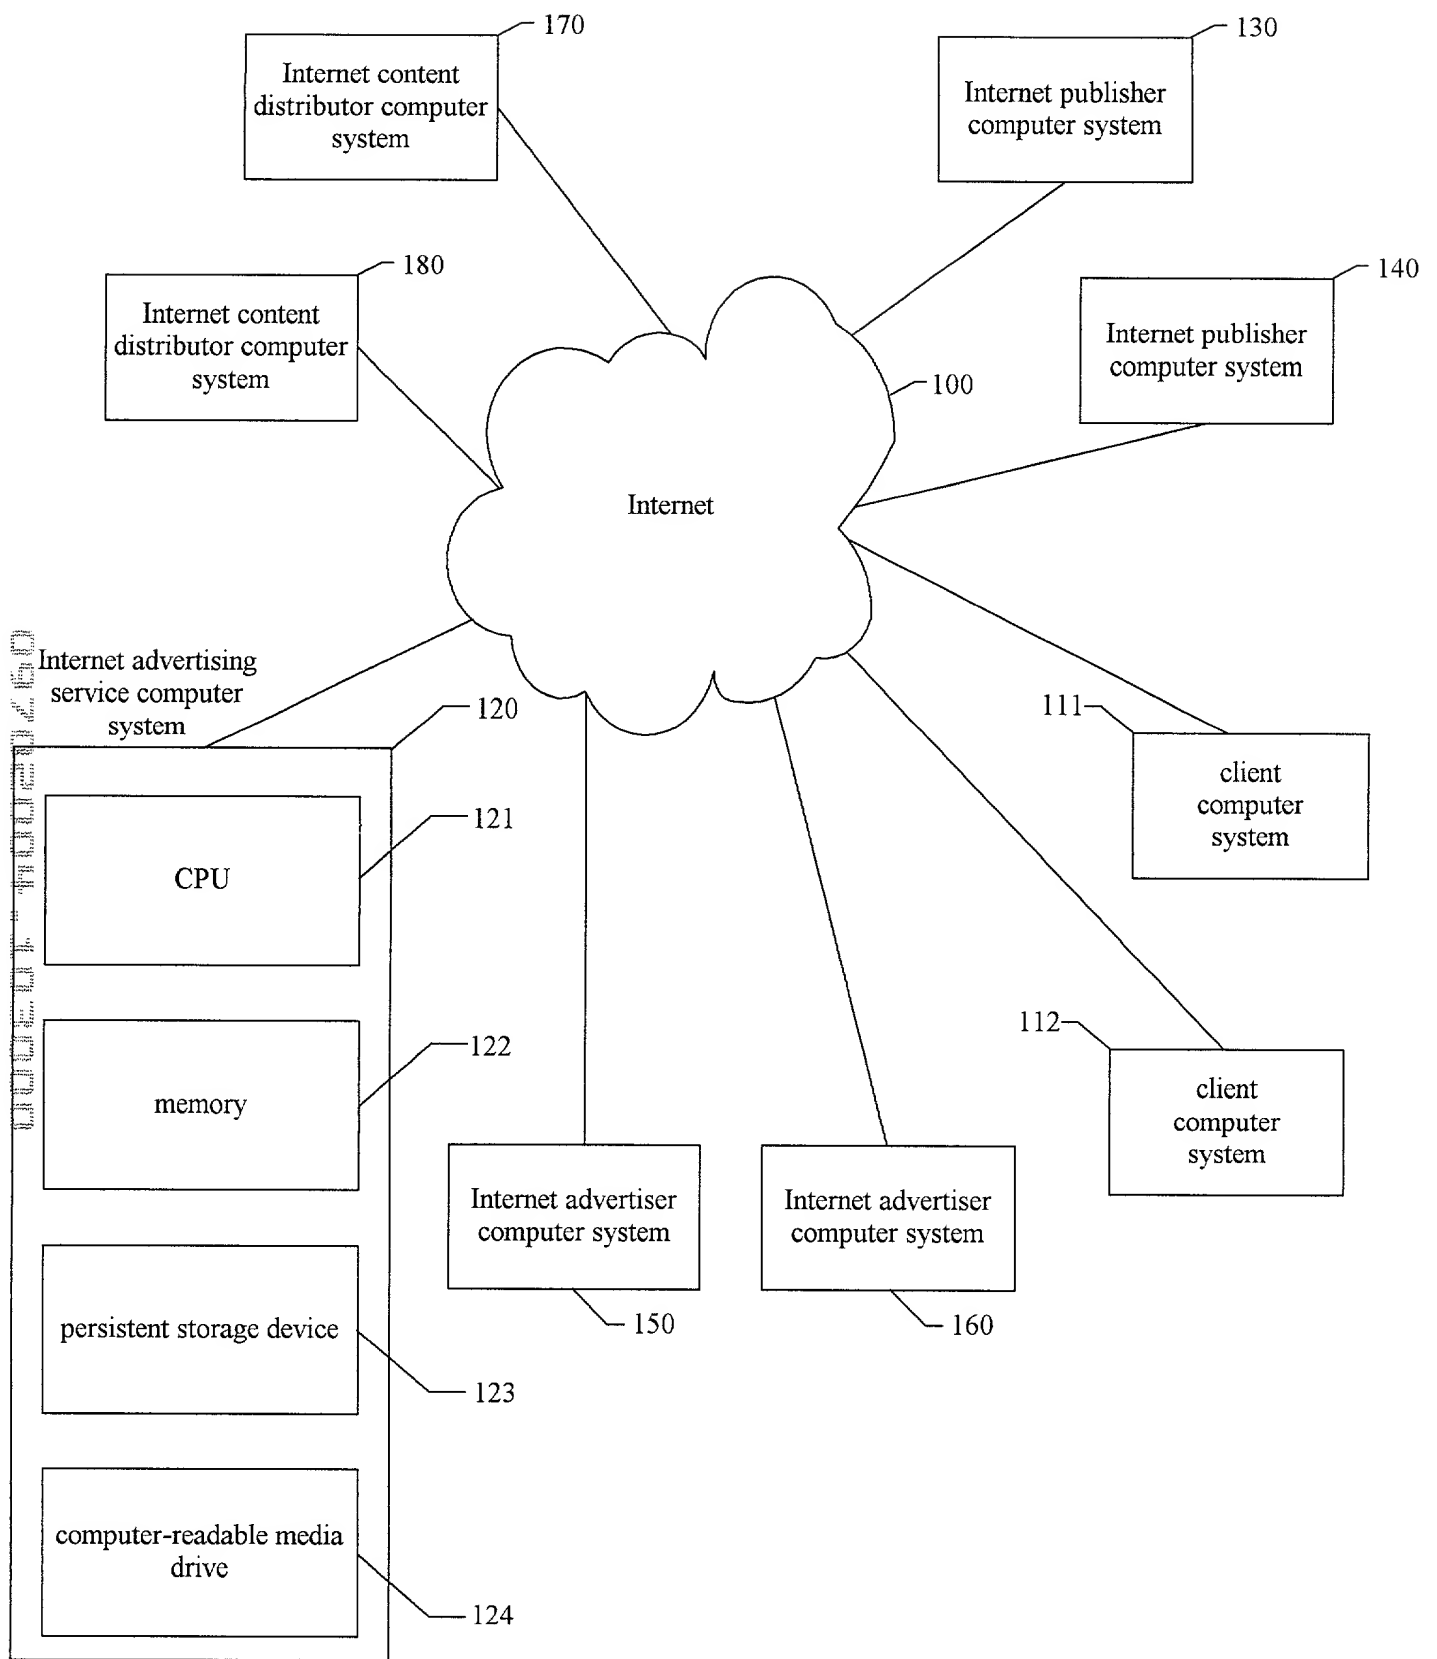 170
Internet content
distributor computer
system
130
Internet publisher
computer system
180
Internet content
distributor computer
system
140
Internet publisher
computer system
100
Internet
Internet advertising
service computer
system
120
111
client
computer
system
CPU
121
112
client
computer
system
memory
122
Internet advertiser
computer system
150
Internet advertiser
computer system
160
persistent storage device
123
computer-readable media
drive
124